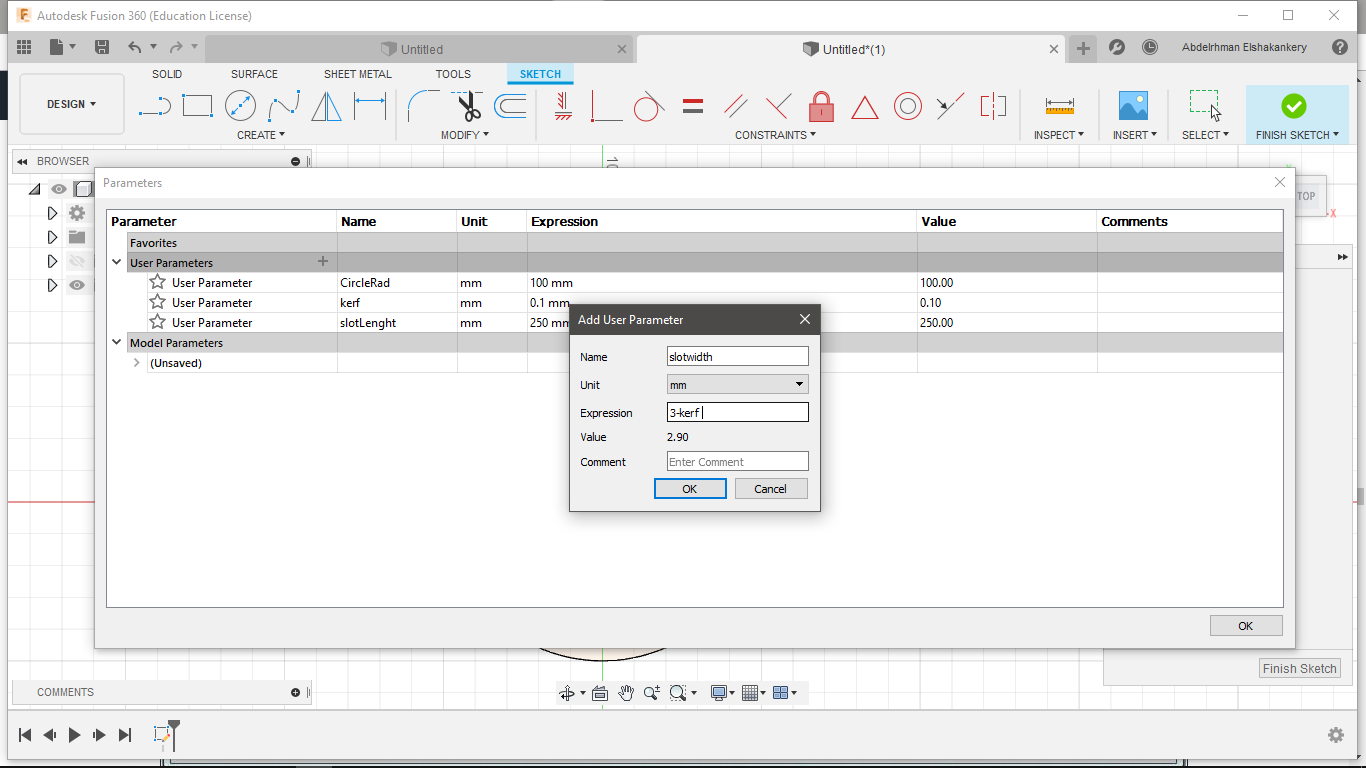 Autodesk Fusion 360 (Education License)
Untitled
Untitled*(1)
Abdelrhman Elshakankery
SOLID SURFACE SHEET METAL TOOLS SKETCH
DESIGN
CREATE MODIFY CONSTRAINTS INSPECT INSERT SELECT FINISH SKETCH
BROWSER
TOP
X
Parameters
Parameter Name Unit Expression Value Comments
Favorites
User Parameters
User Parameter CircleRad mm 100 mm 100.00
User Parameter kerf mm 0.1 mm 0.10
User Parameter slotLenght mm 250 mm 250.00
Model Parameters
(Unsaved)
Add User Parameter
Name slotwidth
Unit mm
Expression 3-kerf
Value 2.90
Comment Enter Comment
OK Cancel
OK
Finish Sketch
COMMENTS